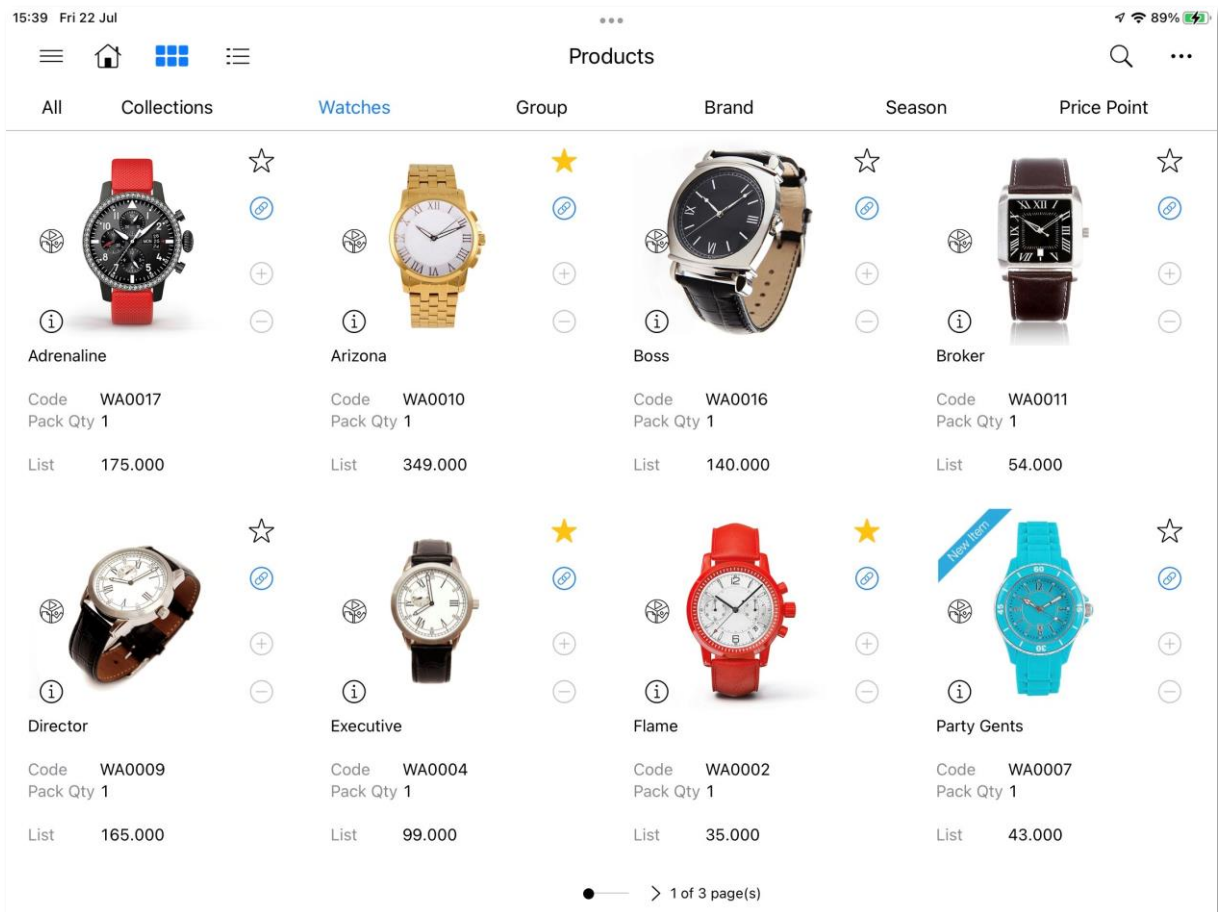 15:39 Fri 22 Jul
89%
Products
All Collections Watches Group Brand Season Price Point
Adrenaline Arizona Boss Broker
Code WA0017 Code WA0010 Code WA0016 Code WA0011
Pack Qty 1 Pack Qty 1 Pack Qty 1 Pack Qty 1
List 175.000 List 349.000 List 140.000 List 54.000
New Item
Director Executive Flame Party Gents
Code WA0009 Code WA0004 Code WA0002 Code WA0007
Pack Qty 1 Pack Qty 1 Pack Qty 1 Pack Qty 1
List 165.000 List 99.000 List 35.000 List 43.000
1 of 3 page(s)